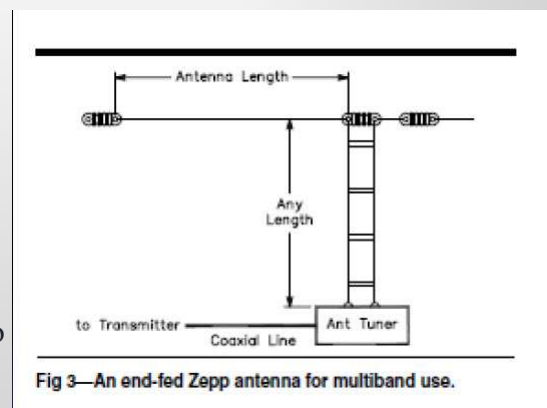 Antenna Length
Any
Length
to Transmitter
Ant Tuner
Coaxial Line
Fig 3—An end-fed Zepp antenna for multiband use.